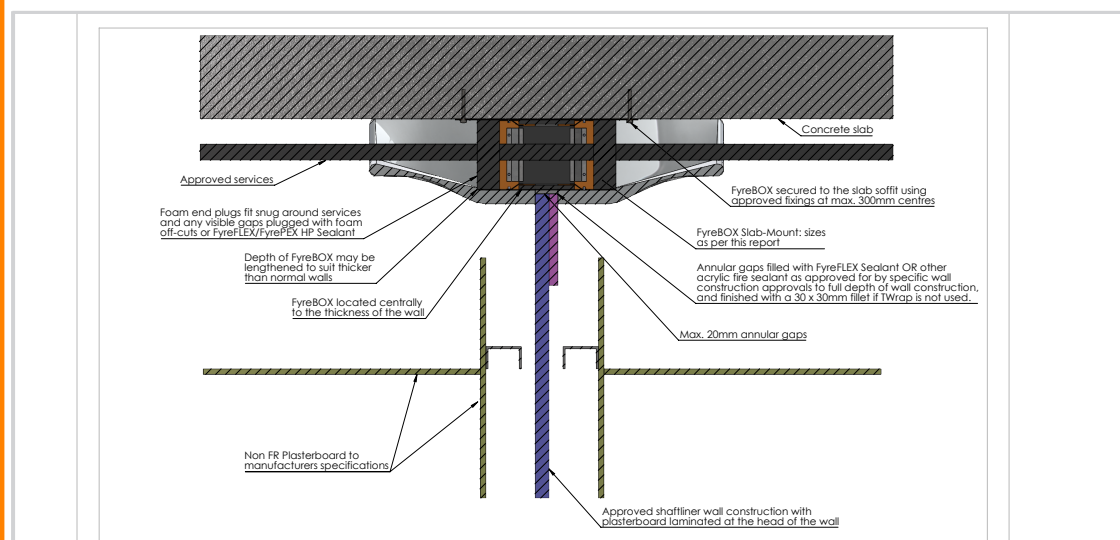 Concrete slab
Approved services
FyreBOX secured to the slab soffit using
approved fixings at max. 300mm centres
Foam end plugs fit snug around services
and any visible gaps plugged with foam
off-cuts or FyreFLEX/FyrePEX HP Sealant
FyreBOX Slab-Mount: sizes
as per this report
Depth of FyreBOX may be
lengthened to suit thicker
than normal walls
Annular gaps filled with FyreFLEX Sealant OR other
acrylic fire sealant as approved for by specific wall
construction approvals to full depth of wall construction,
and finished with a 30 x 30mm fillet if TWrap is not used.
FyreBOX located centrally
to the thickness of the wall
Max. 20mm annular gaps
Non FR Plasterboard to
manufacturers specifications
Approved shaftliner wall construction with
plasterboard laminated at the head of the wall